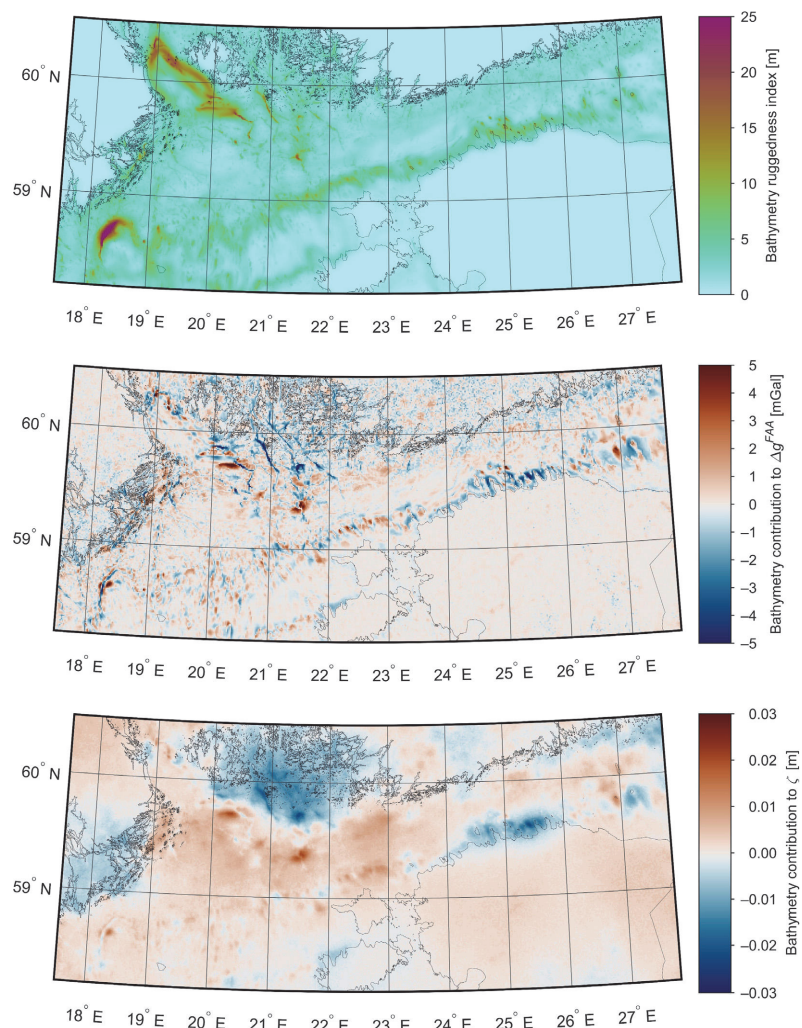 25
20
15
10
5
0
Bathymetry ruggedness index [m]
60° N
59° N
18° E 19° E 20° E 21° E 22° E 23° E 24° E 25° E 26° E 27° E
5
4
3
2
1
0
–1
–2
–3
–4
–5
Bathymetry contribution to Δg^FAA [mGal]
60° N
59° N
18° E 19° E 20° E 21° E 22° E 23° E 24° E 25° E 26° E 27° E
0.03
0.02
0.01
0.00
–0.01
–0.02
–0.03
Bathymetry contribution to ζ [m]
60° N
59° N
18° E 19° E 20° E 21° E 22° E 23° E 24° E 25° E 26° E 27° E